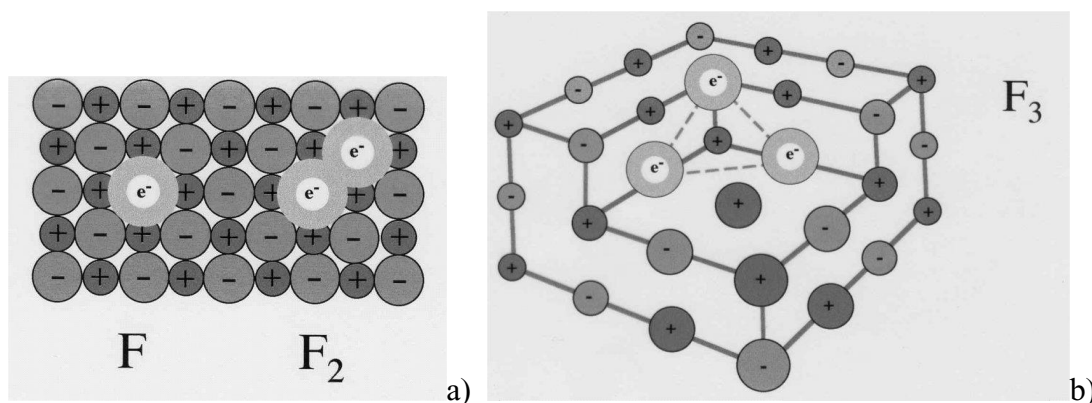 - + - + - + - + -
+ - + - + - + e⁻ +
- + e⁻ + - + e⁻ + -
+ - + - + - + - +
- + - + - + - + -
F F₂
a)
-
+ + -
e⁻ +
- + +
+ -
- + -
e⁻ e⁻
- +
+ - +
- -
+ + -
- + +
-
F₃
b)